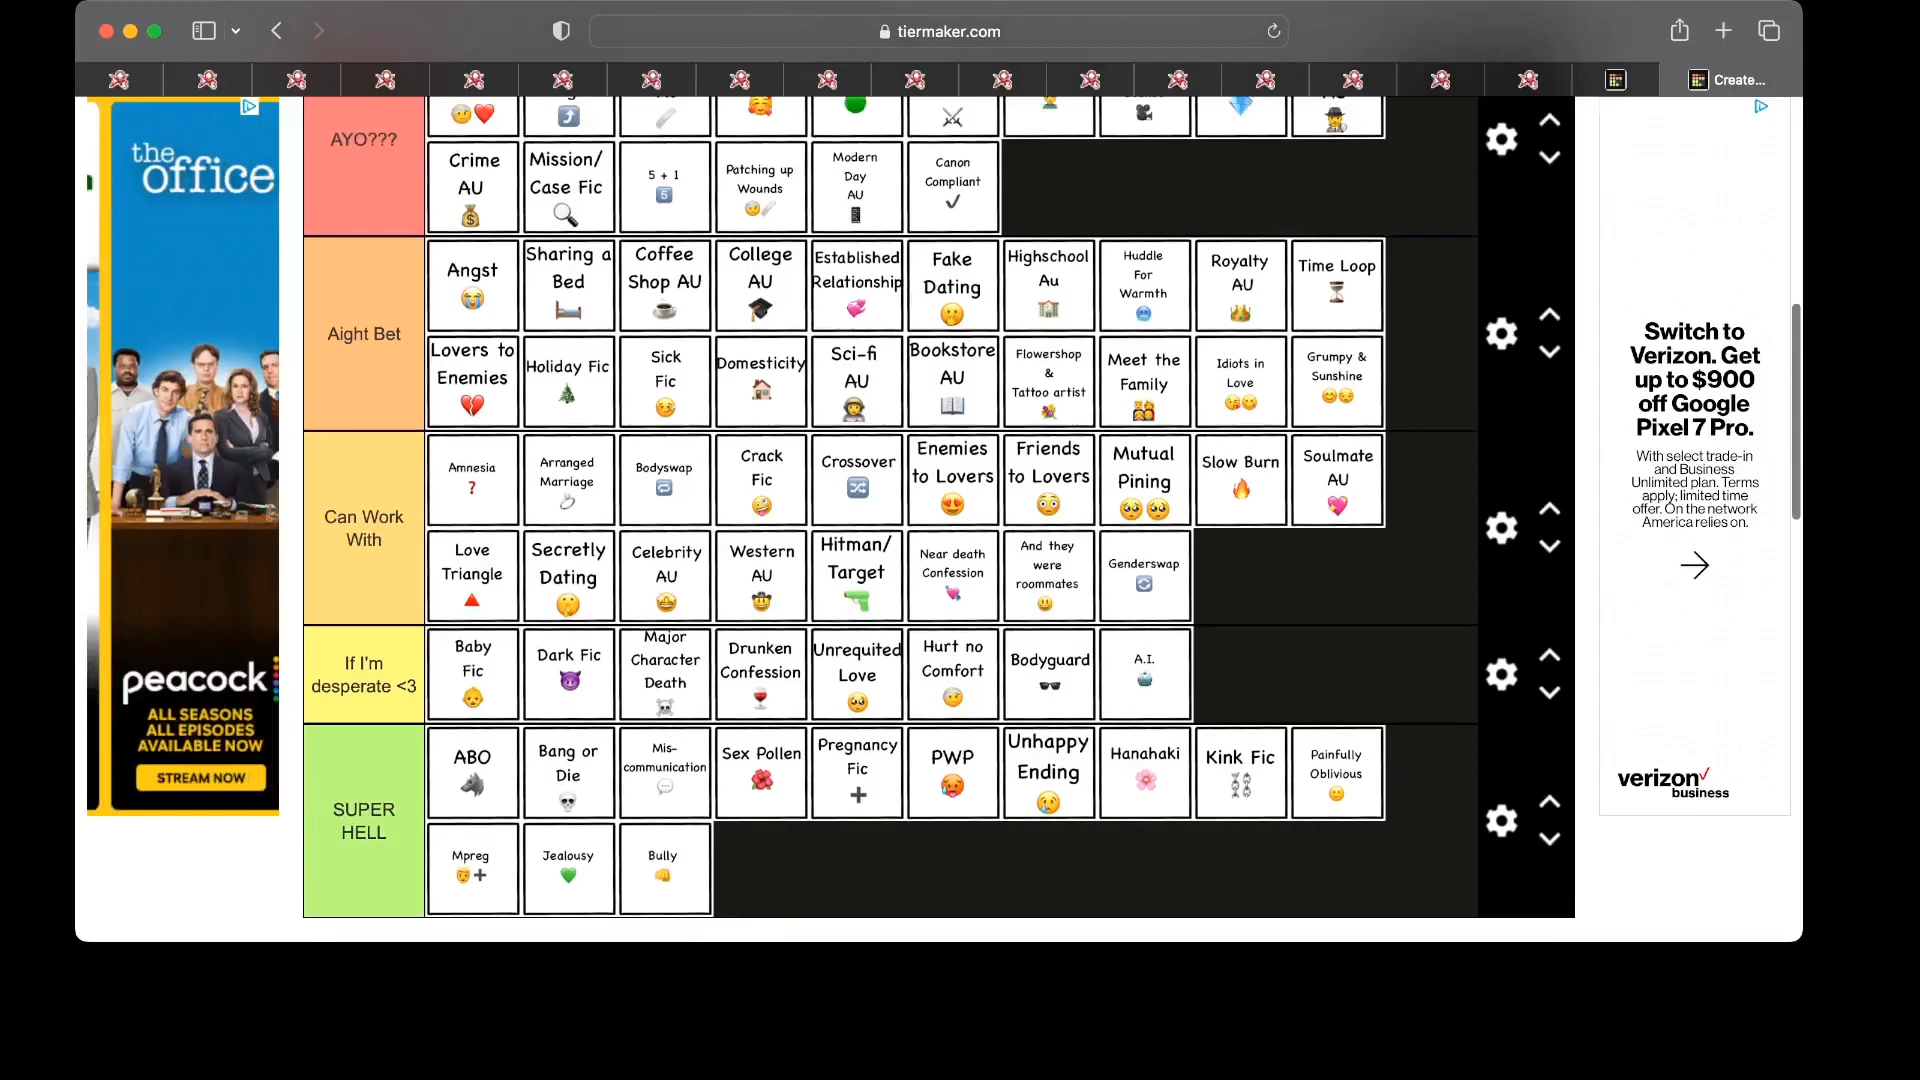 tiermaker.com
Create...
the
office
peacock
ALL SEASONS
ALL EPISODES
AVAILABLE NOW
STREAM NOW
AYO???
Crime
AU
Mission/
Case Fic
5 + 1
5
Patching up
Wounds
Modern
Day
AU
Canon
Compliant
Aight Bet
Angst
Sharing a
Bed
Coffee
Shop AU
College
AU
Established
Relationship
Fake
Dating
Highschool
Au
Huddle
For
Warmth
Royalty
AU
Time Loop
Lovers to
Enemies
Holiday Fic
Sick
Fic
Domesticity
Sci-fi
AU
Bookstore
AU
Flowershop
&
Tattoo artist
Meet the
Family
Idiots in
Love
Grumpy &
Sunshine
Can Work
With
Amnesia
?
Arranged
Marriage
Bodyswap
Crack
Fic
Crossover
Enemies
to Lovers
Friends
to Lovers
Mutual
Pining
Slow Burn
Soulmate
AU
Love
Triangle
Secretly
Dating
Celebrity
AU
Western
AU
Hitman/
Target
Near death
Confession
And they
were
roommates
Genderswap
If I'm
desperate <3
Baby
Fic
Dark Fic
Major
Character
Death
Drunken
Confession
Unrequited
Love
Hurt no
Comfort
Bodyguard
A.I.
SUPER
HELL
ABO
Bang or
Die
Mis-
communication
Sex Pollen
Pregnancy
Fic
PWP
Unhappy
Ending
Hanahaki
Kink Fic
Painfully
Oblivious
Mpreg
Jealousy
Bully
Switch to
Verizon. Get
up to $900
off Google
Pixel 7 Pro.
With select trade-in
and Business
Unlimited plan. Terms
apply; limited time
offer. On the network
America relies on.
verizon
business